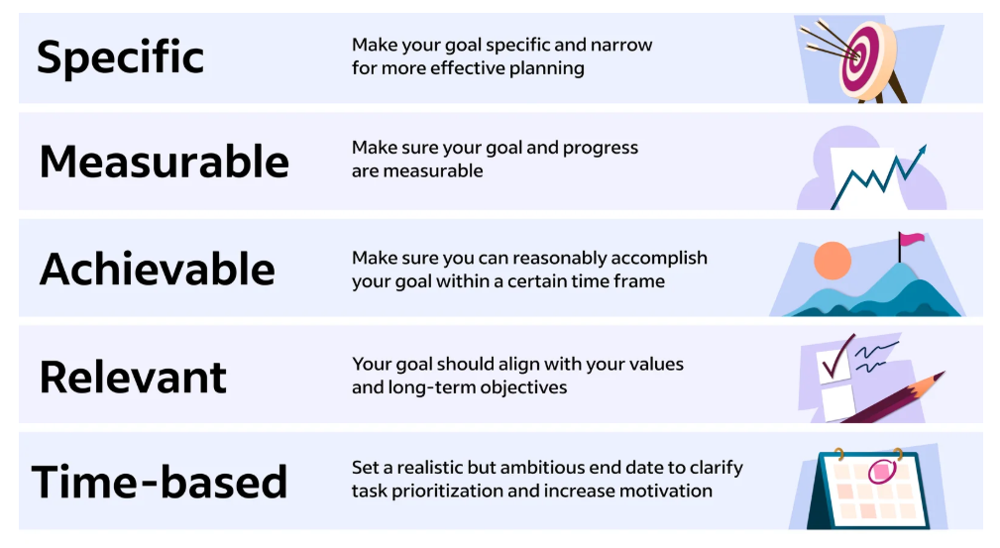 Specific
Make your goal specific and narrow
for more effective planning
Measurable
Make sure your goal and progress
are measurable
Achievable
Make sure you can reasonably accomplish
your goal within a certain time frame
Relevant
Your goal should align with your values
and long-term objectives
Time-based
Set a realistic but ambitious end date to clarify
task prioritization and increase motivation